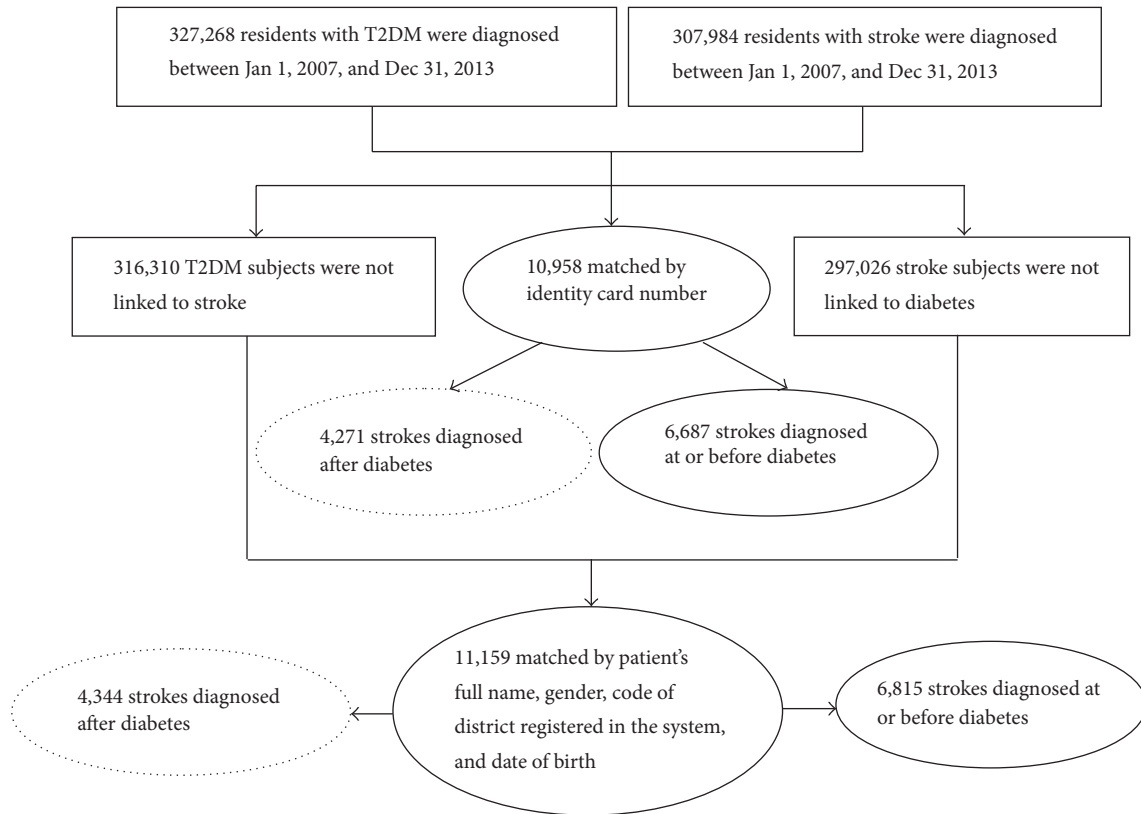 327,268 residents with T2DM were diagnosed
between Jan 1, 2007, and Dec 31, 2013
307,984 residents with stroke were diagnosed
between Jan 1, 2007, and Dec 31, 2013
316,310 T2DM subjects were not
linked to stroke
10,958 matched by
identity card number
297,026 stroke subjects were not
linked to diabetes
4,271 strokes diagnosed
after diabetes
6,687 strokes diagnosed
at or before diabetes
4,344 strokes diagnosed
after diabetes
11,159 matched by patient's
full name, gender, code of
district registered in the system,
and date of birth
6,815 strokes diagnosed at
or before diabetes